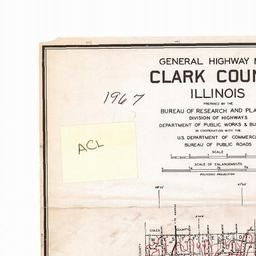 GENERAL HIGHWAY
CLARK COUN
ILLINOIS
1967
PREPARED BY THE
BUREAU OF RESEARCH AND PLA
DIVISION OF HIGHWAYS
DEPARTMENT OF PUBLIC WORKS & BU
IN COOPERATION WITH THE
U.S. DEPARTMENT OF COMMERC
BUREAU OF PUBLIC ROADS
ACL
SCALE
SCALE OF ENLARGEMENTS
POLYCONIC PROJECTION